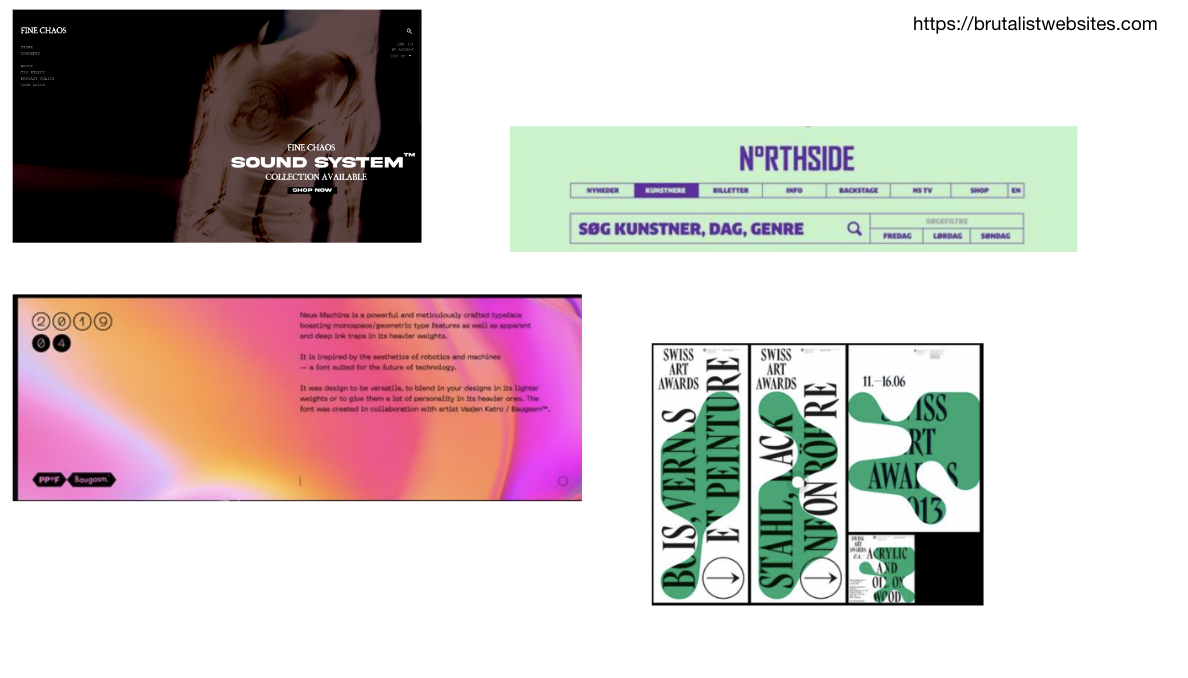 https://brutalistwebsites.com
FINE CHAOS
STORE
CONCEPTS
ABOUT
PRIVACY POLICY
FINE CHAOS
SOUND SYSTEM™
COLLECTION AVAILABLE
SHOP NOW
NºRTHSIDE
NYHEDER
KUNSTNERE
BILLETTER
INFO
BACKSTAGE
NS TV
SHOP
EN
SØG KUNSTNER, DAG, GENRE
SØGEFILTRE
FREDAG
LØRDAG
SØNDAG
2019
04
Neue Machina is a powerful and meticulously crafted typeface
boasting monospace/geometric type features as well as apparent
and deep ink traps in its heavier weights.
It is inspired by the aesthetics of robotics and machines
— a font suited for the future of technology.
It was design to be versatile, to blend in your designs in its lighter
weights or to give them a lot of personality in its heavier ones. The
font was created in collaboration with artist Vasjen Katro / Baugasm™.
Baugasm.
SWISS
ART
AWARDS
BOIS, VERNIS
ET PEINTURE
SWISS
ART
AWARDS
STAHL, LACK
11.—16.06
SWISS
ART
AWARDS
2013
SWISS
ART
AWARDS
ACRYLIC
AND
OIL ON
WOOD